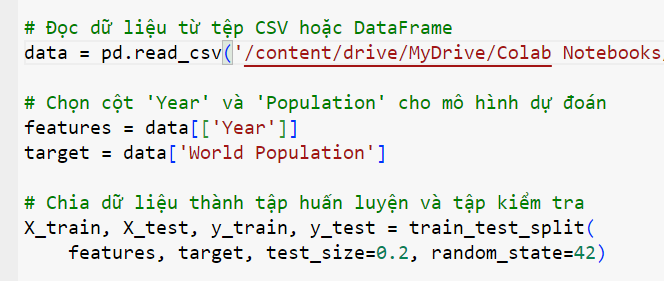 # Đọc dữ liệu từ tệp CSV hoặc DataFrame
data = pd.read_csv('/content/drive/MyDrive/Colab Notebooks
# Chọn cột 'Year' và 'Population' cho mô hình dự đoán
features = data[['Year']]
target = data['World Population']
# Chia dữ liệu thành tập huấn luyện và tập kiểm tra
X_train, X_test, y_train, y_test = train_test_split(
features, target, test_size=0.2, random_state=42)